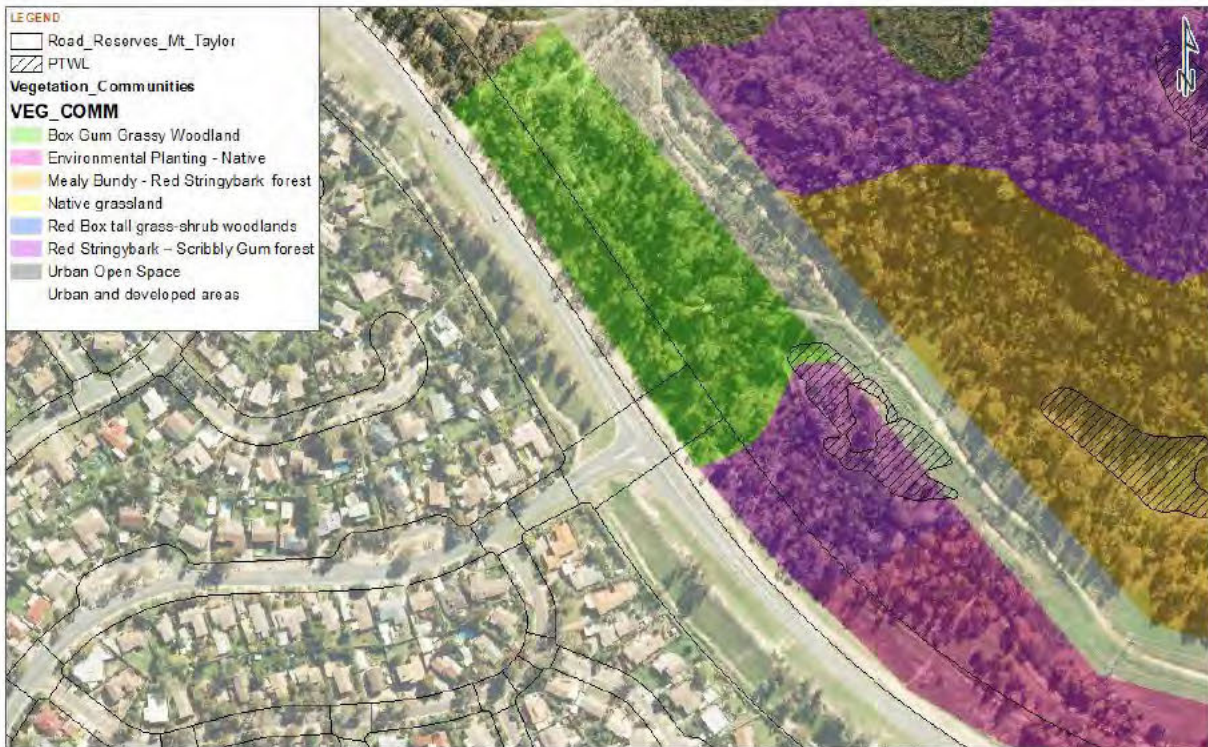 LEGEND
Road_Reserves_Mt_Taylor
PTWL
Vegetation_Communities
VEG_COMM
Box Gum Grassy Woodland
Environmental Planting - Native
Mealy Bundy - Red Stringybark forest
Native grassland
Red Box tall grass-shrub woodlands
Red Stringybark – Scribbly Gum forest
Urban Open Space
Urban and developed areas
N